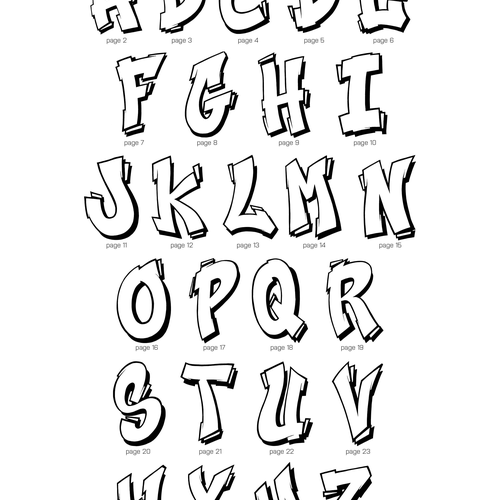 A B C D E
page 2 page 3 page 4 page 5 page 6
F G H I
page 7 page 8 page 9 page 10
J K L M N
page 11 page 12 page 13 page 14 page 15
O P Q R
page 16 page 17 page 18 page 19
S T U V
page 20 page 21 page 22 page 23
W X Y Z